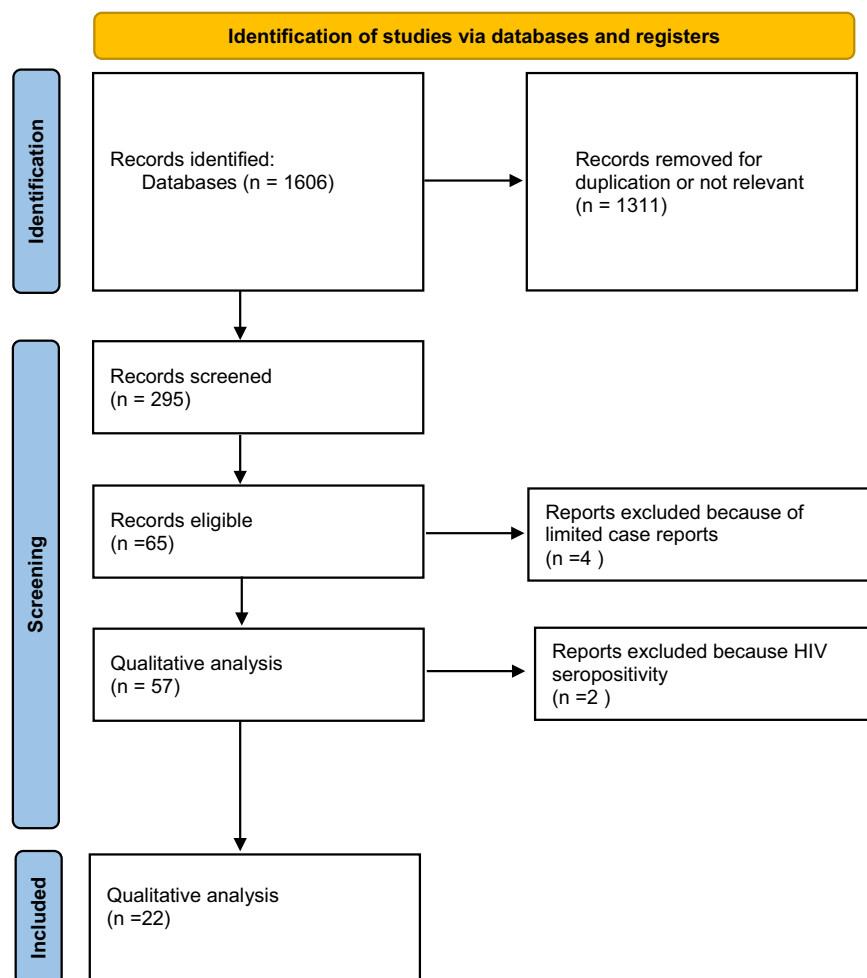 Identification of studies via databases and registers
Identification
Records identified:
Databases (n = 1606)
Records removed for
duplication or not relevant
(n = 1311)
Screening
Records screened
(n = 295)
Records eligible
(n =65)
Reports excluded because of
limited case reports
(n =4 )
Qualitative analysis
(n = 57)
Reports excluded because HIV
seropositivity
(n =2 )
Included
Qualitative analysis
(n =22)